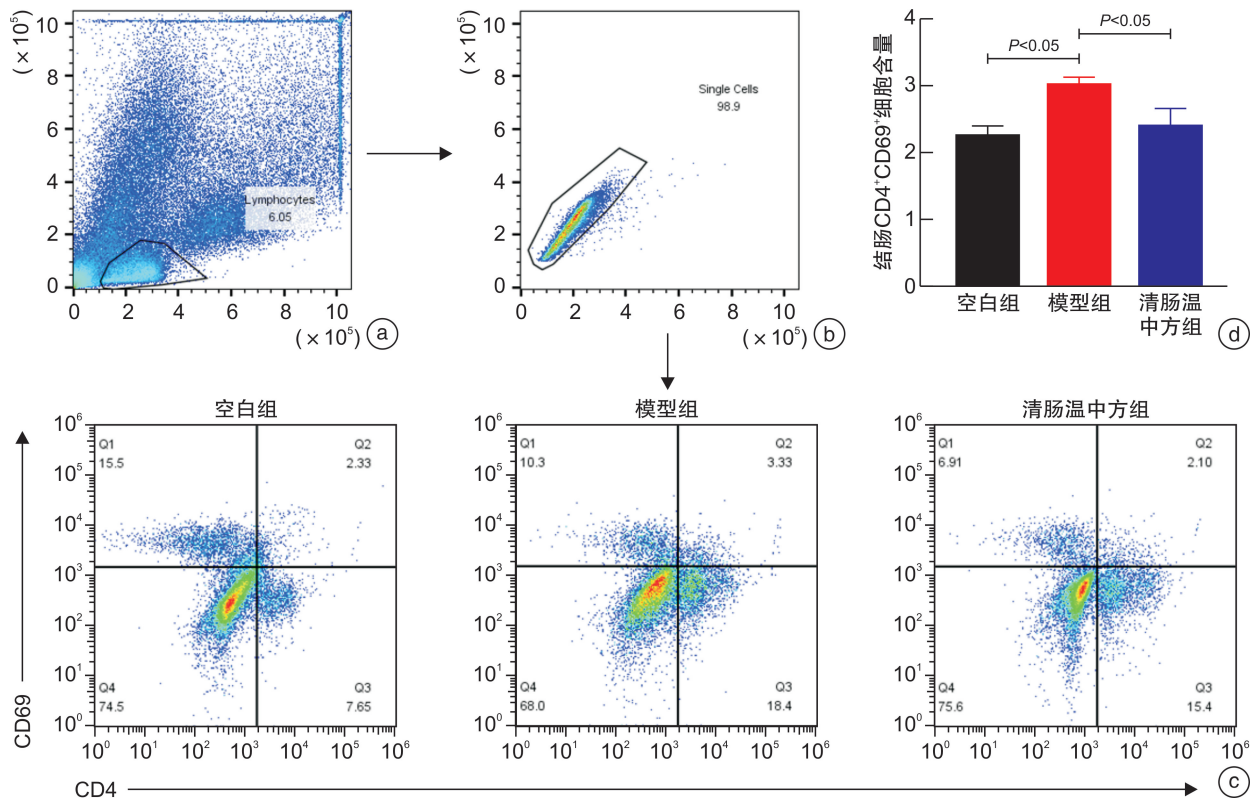 (×10⁵)
10
8
6
4
2
0
Lymphocytes
6.05
0 2 4 6 8 10
(×10⁵)
a
(×10⁵)
10
8
6
4
2
0
Single Cells
98.9
0 2 4 6 8 10
(×10⁵)
b
结肠CD4⁺CD69⁺细胞含量
4
3
2
1
0
P<0.05
P<0.05
空白组
模型组
清肠温
中方组
d
CD69
空白组
10⁶
10⁵
10⁴
10³
10²
10¹
10⁰
Q1
15.5
Q2
2.33
Q4
74.5
Q3
7.65
10⁰ 10¹ 10² 10³ 10⁴ 10⁵ 10⁶
模型组
10⁶
10⁵
10⁴
10³
10²
10¹
10⁰
Q1
10.3
Q2
3.33
Q4
68.0
Q3
18.4
10⁰ 10¹ 10² 10³ 10⁴ 10⁵ 10⁶
清肠温中方组
10⁶
10⁵
10⁴
10³
10²
10¹
10⁰
Q1
6.91
Q2
2.10
Q4
75.6
Q3
15.4
10⁰ 10¹ 10² 10³ 10⁴ 10⁵ 10⁶
CD4
c